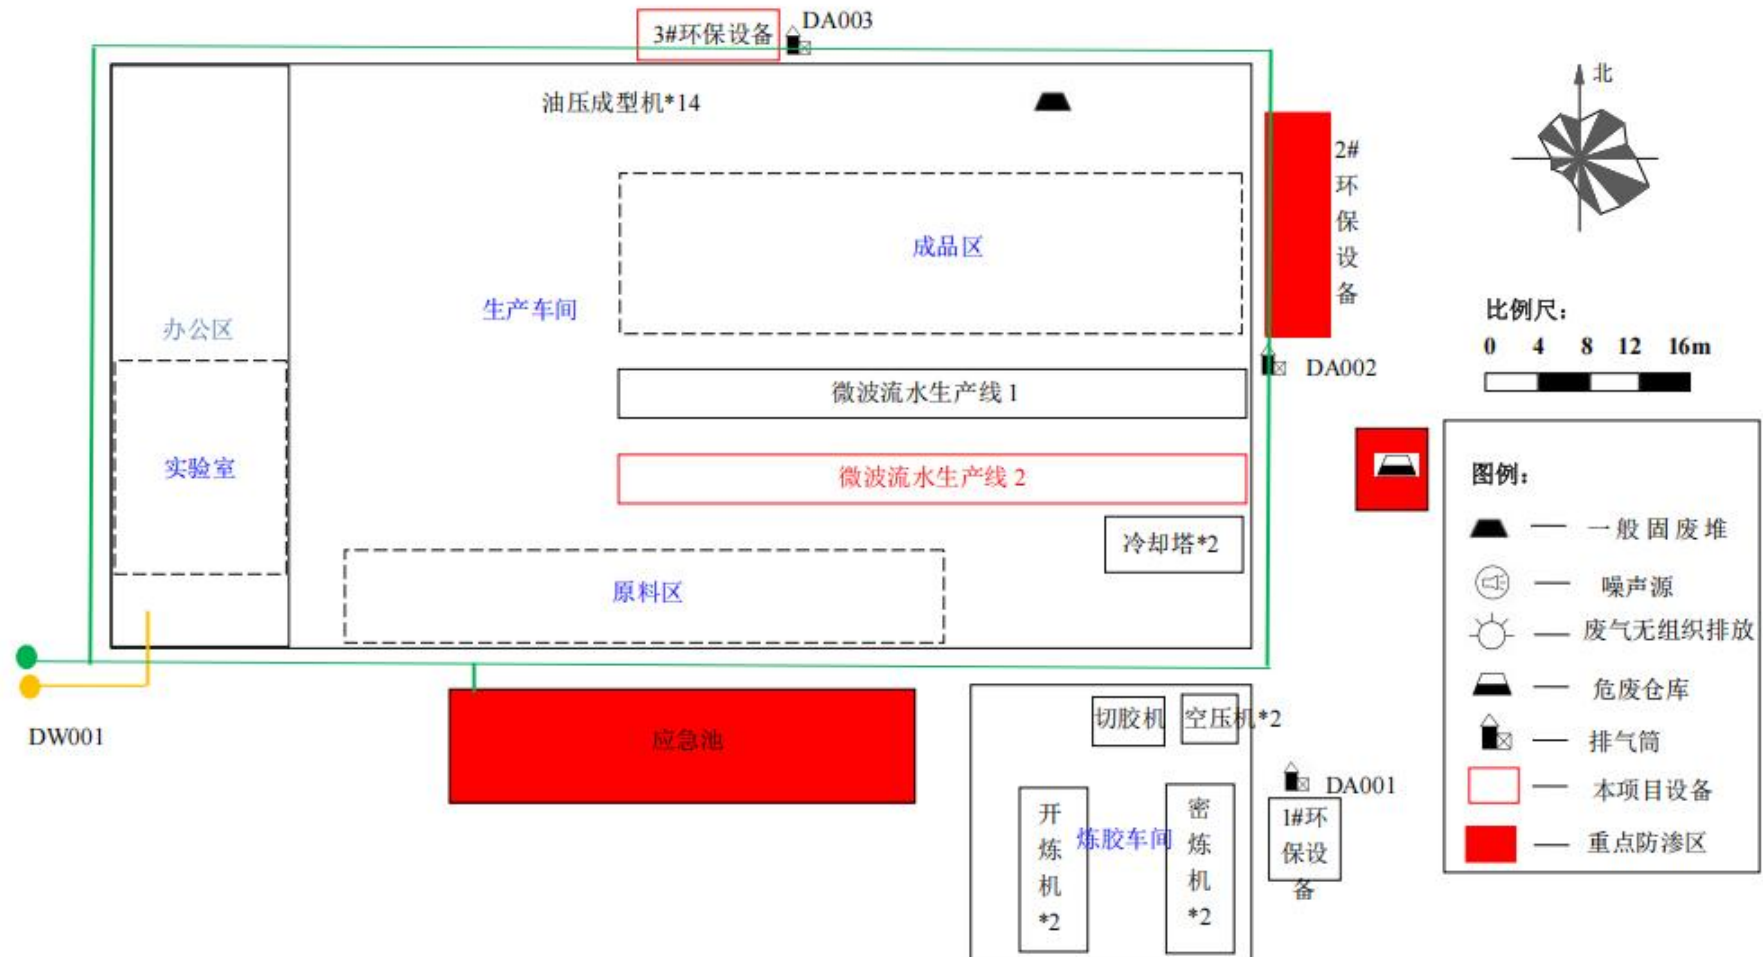 3#环保设备
DA003
北
油压成型机*14
2#
环
保
设
备
成品区
生产车间
办公区
比例尺：
0 4 8 12 16m
DA002
微波流水生产线 1
实验室
微波流水生产线 2
图例：
一般固废堆
冷却塔*2
噪声源
原料区
废气无组织排放
危废仓库
DW001
应急池
切胶机
空压机*2
排气筒
DA001
本项目设备
开
炼
机
*2
炼胶车间
密
炼
机
*2
1#环
保设
备
重点防渗区